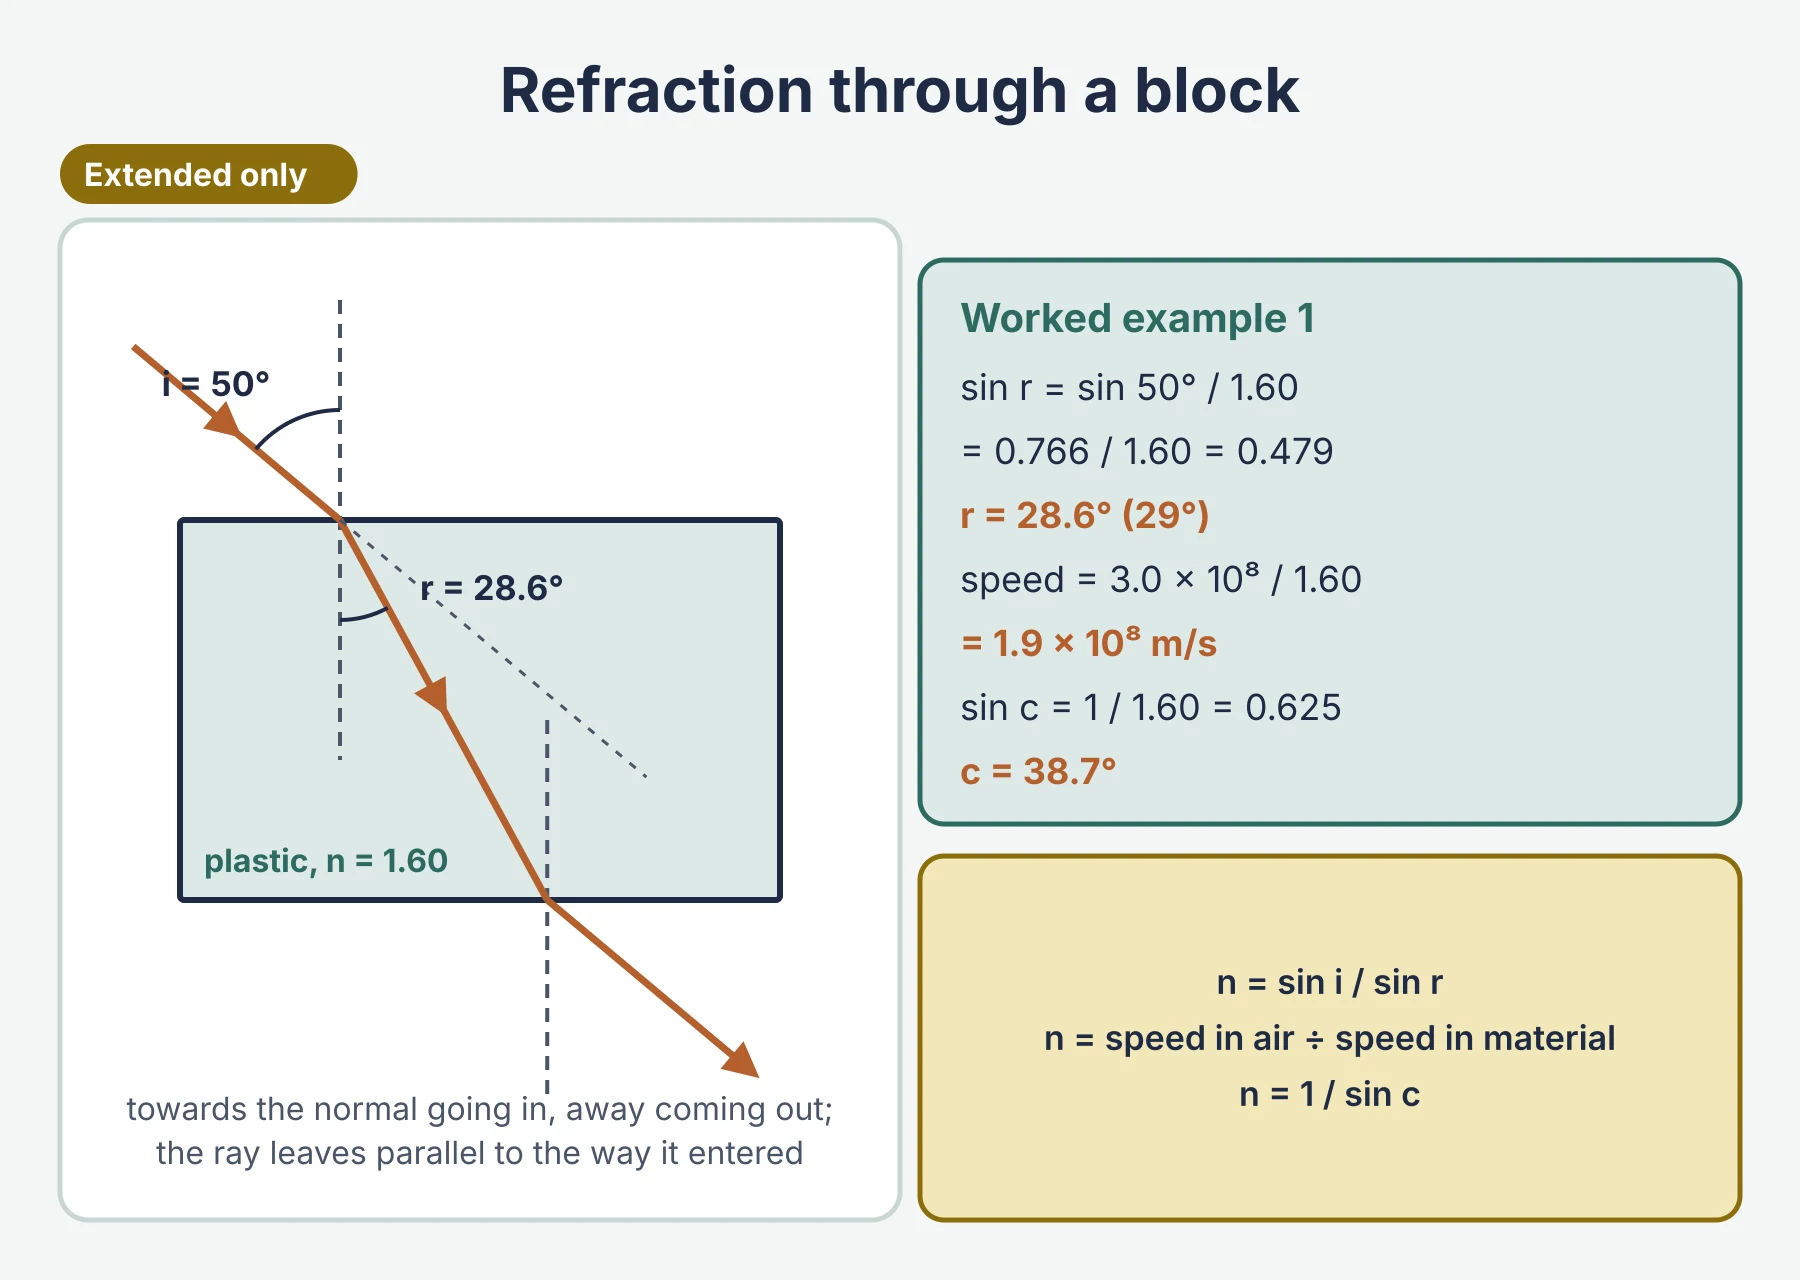 Refraction through a block
Extended only
i = 50°
r = 28.6°
plastic, n = 1.60
towards the normal going in, away coming out;
the ray leaves parallel to the way it entered
Worked example 1
sin r = sin 50° / 1.60
= 0.766 / 1.60 = 0.479
r = 28.6° (29°)
speed = 3.0 × 10⁸ / 1.60
= 1.9 × 10⁸ m/s
sin c = 1 / 1.60 = 0.625
c = 38.7°
n = sin i / sin r
n = speed in air ÷ speed in material
n = 1 / sin c